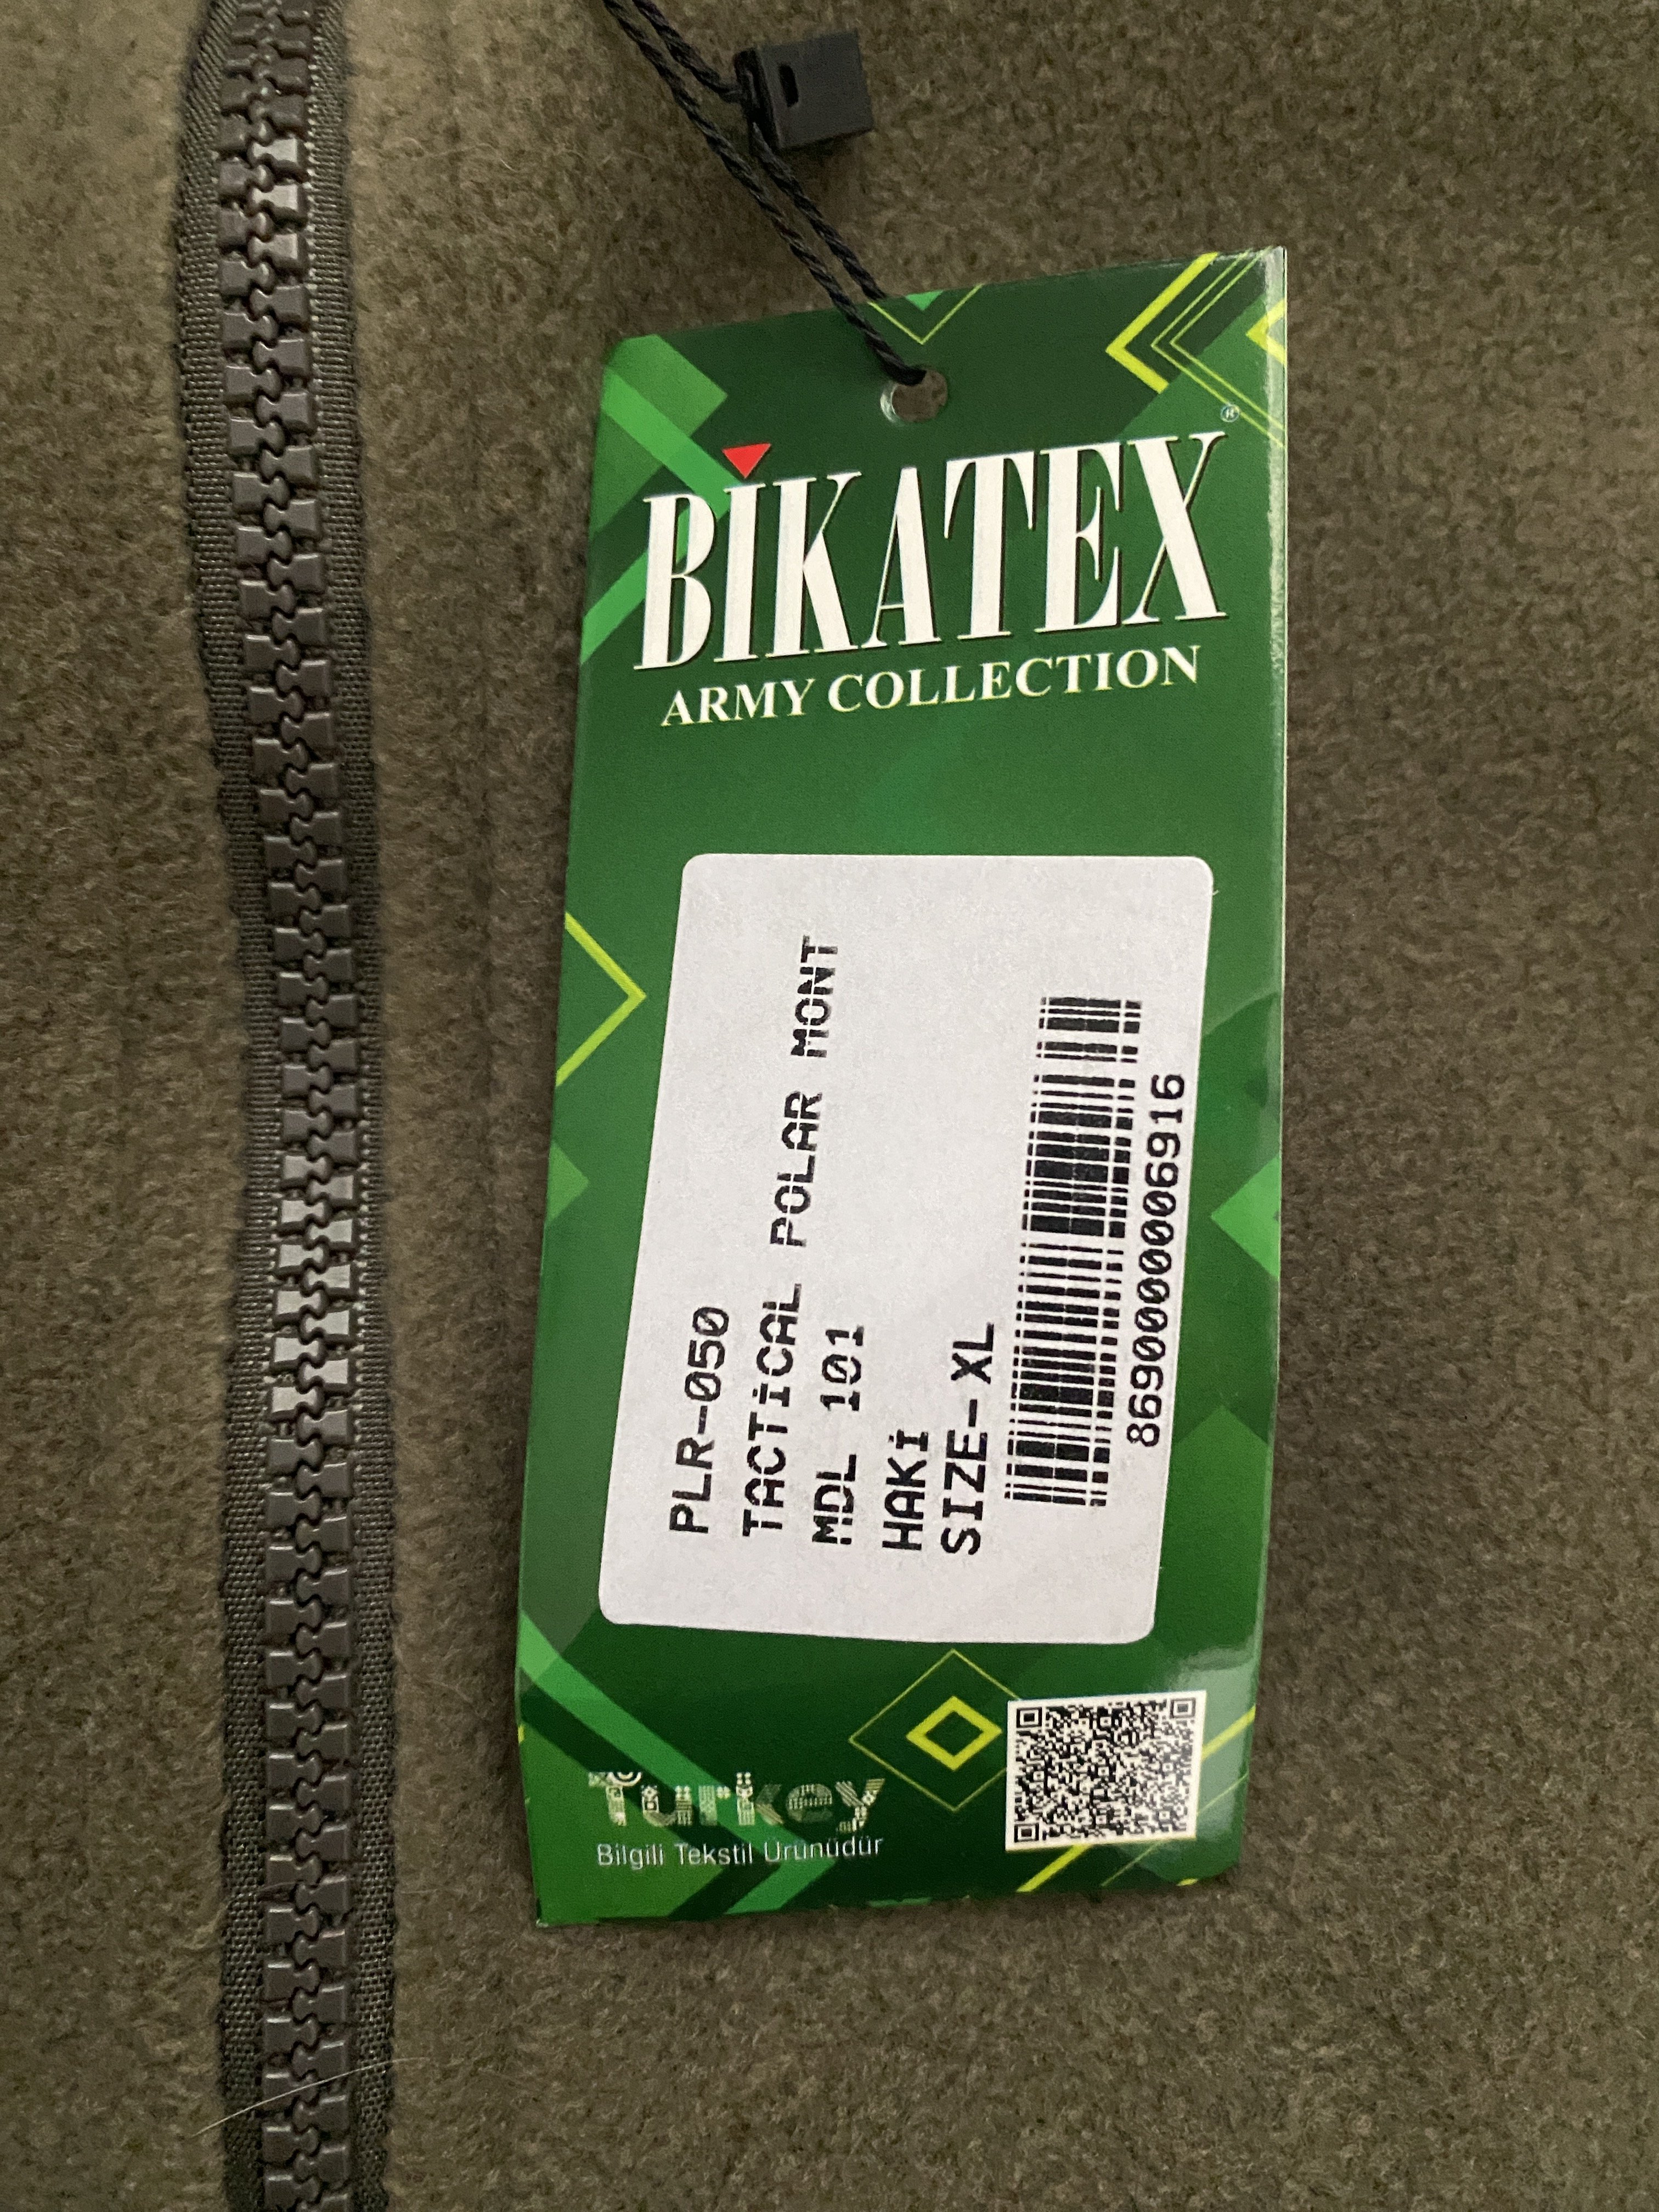 BİKATEX®
ARMY COLLECTION
PLR-050
TACTİCAL POLAR MONT
MDL 101
HAKİ
SIZE-XL
8690000006916
Turkey
Bilgili Tekstil Ürünüdür